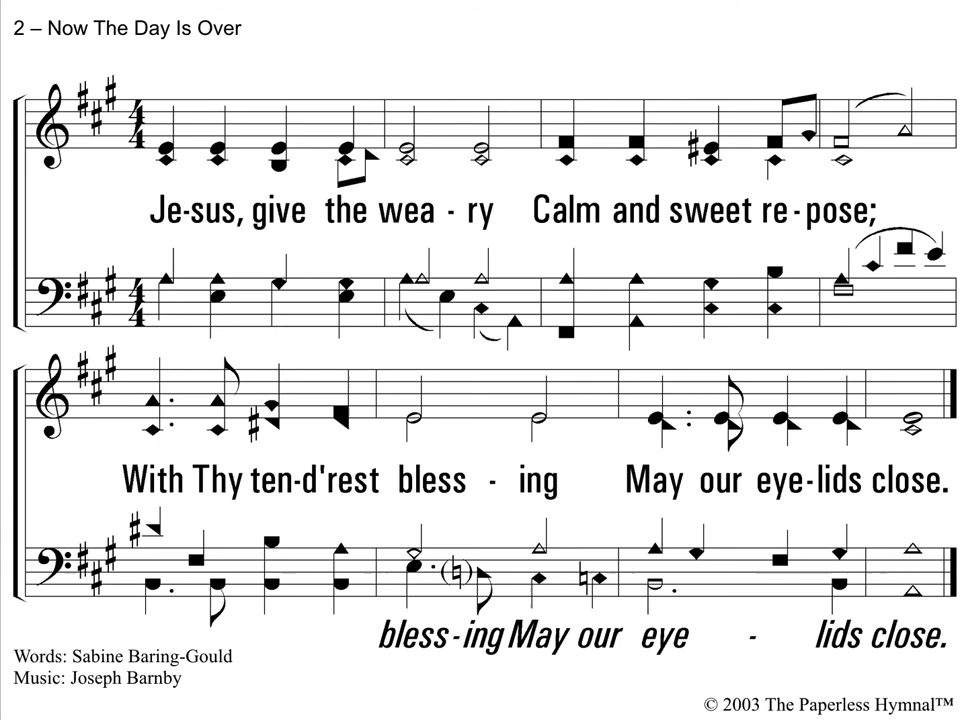 2 – Now The Day Is Over
Je-sus, give the wea - ry Calm and sweet re - pose;
With Thy ten-d'rest bless - ing May our eye-lids close.
bless-ing May our eye - lids close.
Words: Sabine Baring-Gould
Music: Joseph Barnby
© 2003 The Paperless Hymnal™